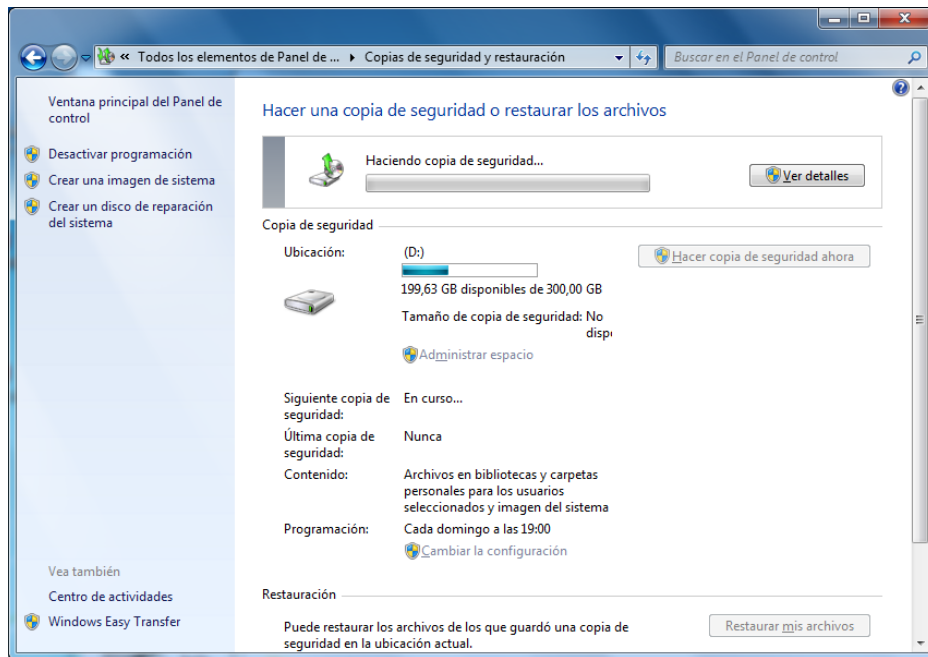 « Todos los elementos de Panel de ... ▸ Copias de seguridad y restauración
Buscar en el Panel de control
Ventana principal del Panel de
control
Desactivar programación
Crear una imagen de sistema
Crear un disco de reparación
del sistema
Hacer una copia de seguridad o restaurar los archivos
Haciendo copia de seguridad...
Ver detalles
Copia de seguridad
Ubicación:
(D:)
Hacer copia de seguridad ahora
199,63 GB disponibles de 300,00 GB
Tamaño de copia de seguridad: No
dispo
Administrar espacio
Siguiente copia de
seguridad:
En curso...
Última copia de
seguridad:
Nunca
Contenido:
Archivos en bibliotecas y carpetas
personales para los usuarios
seleccionados y imagen del sistema
Programación:
Cada domingo a las 19:00
Cambiar la configuración
Vea también
Centro de actividades
Windows Easy Transfer
Restauración
Puede restaurar los archivos de los que guardó una copia de
seguridad en la ubicación actual.
Restaurar mis archivos